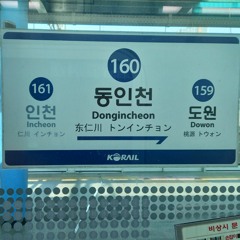 160
161
159
동인천
Dongincheon
东仁川 トンインチョン
인천
Incheon
仁川 インチョン
도원
Dowon
桃源 トウォン
KORAIL
비상시 문